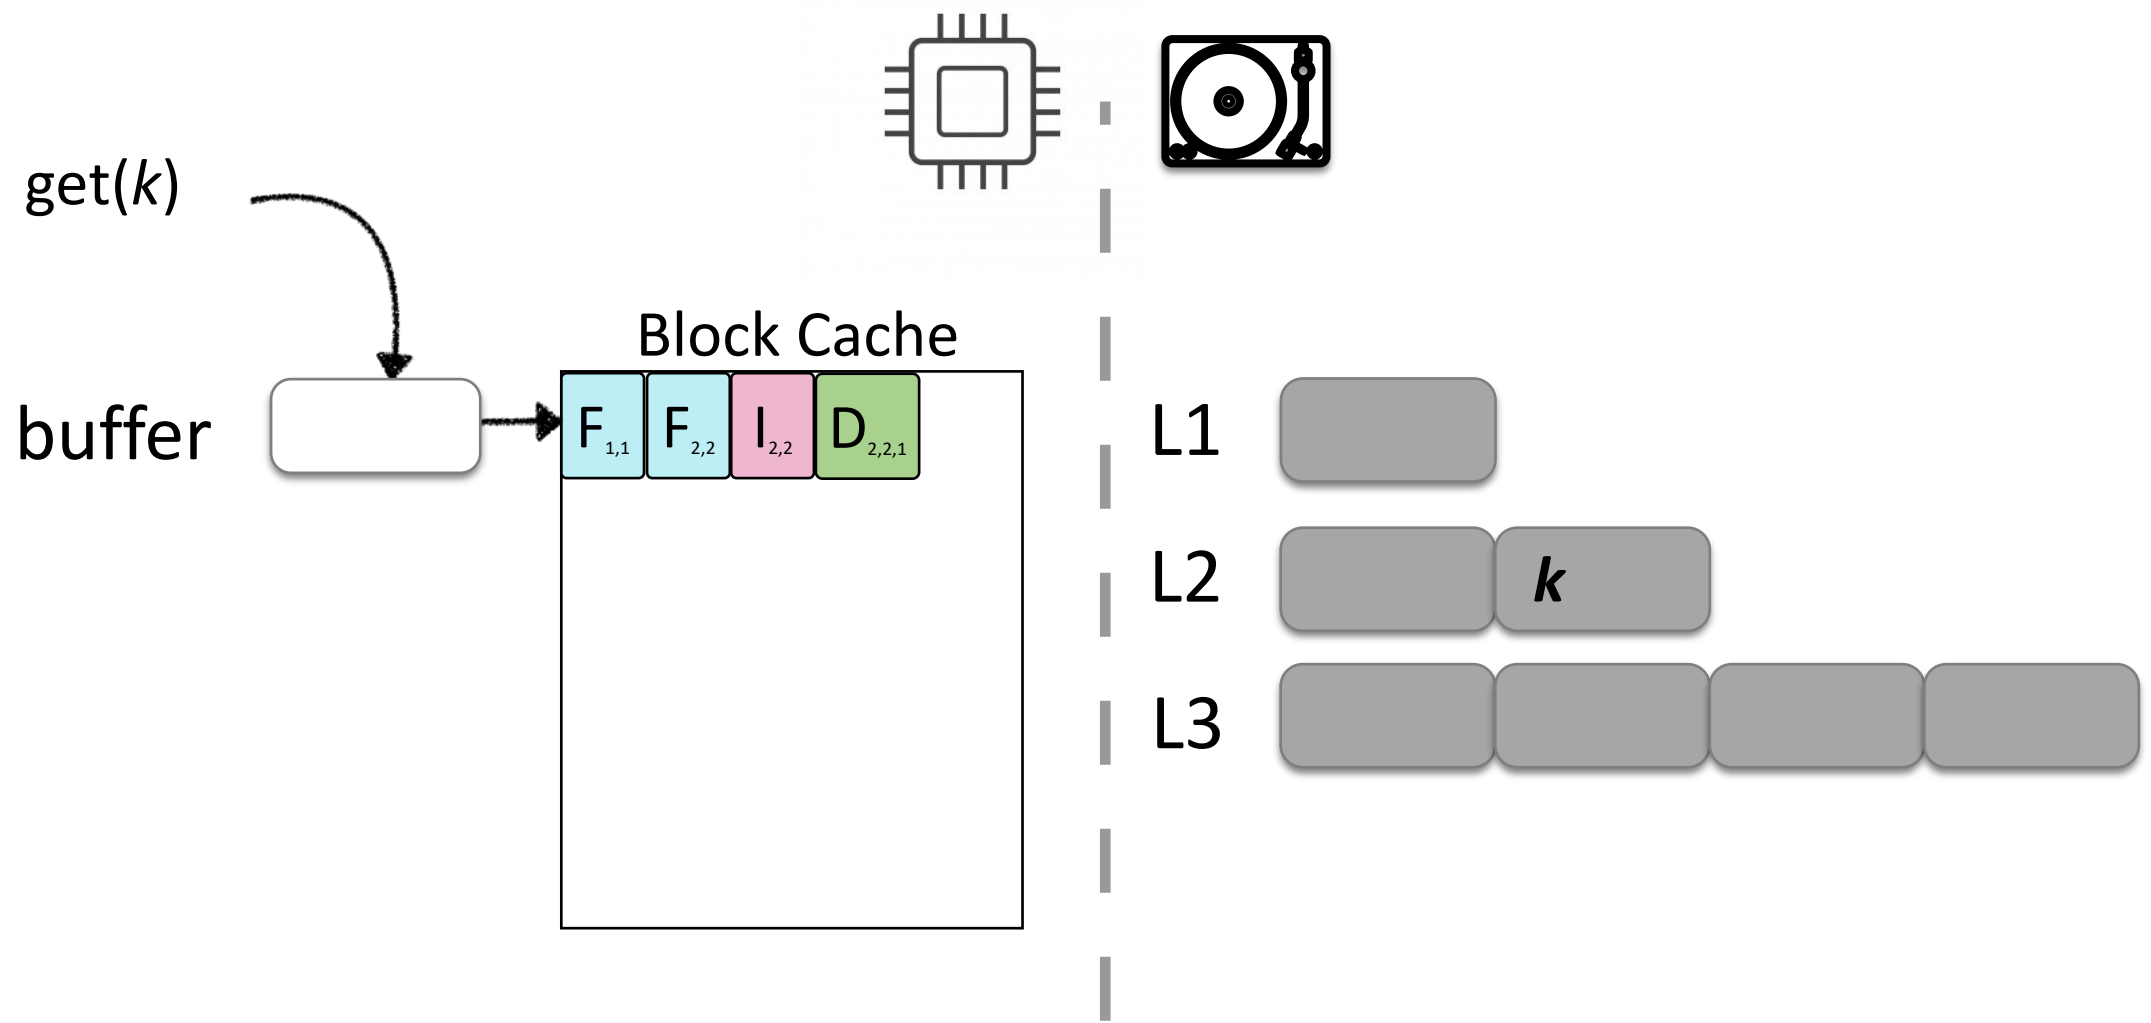 get(k)
Block Cache
buffer
F1,1 F2,2 I2,2 D2,2,1
L1
L2 k
L3